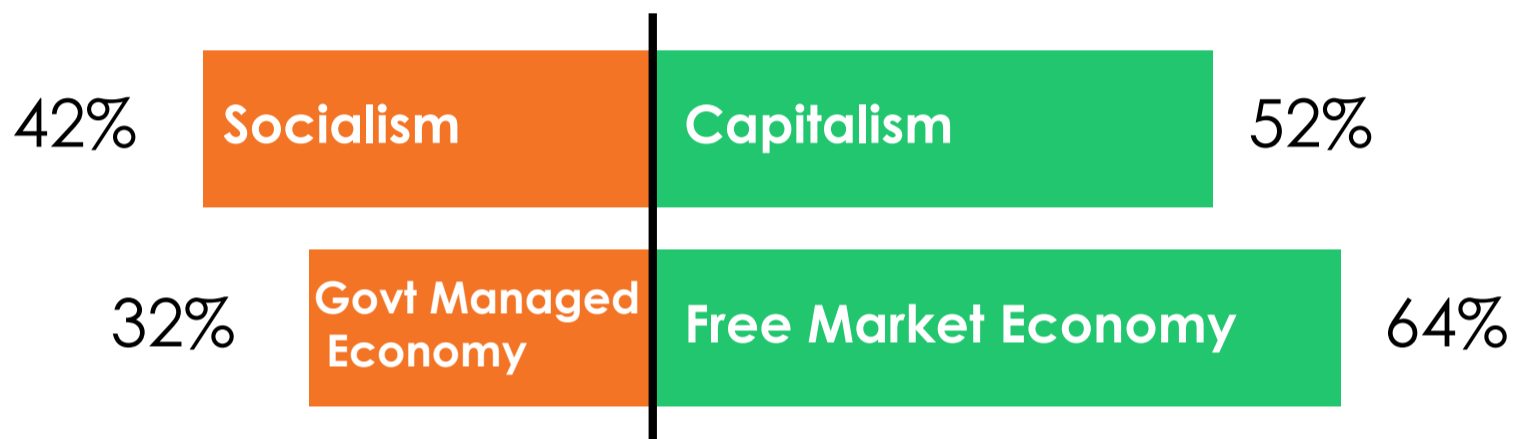 42% Socialism Capitalism 52%
32% Govt Managed Economy Free Market Economy 64%